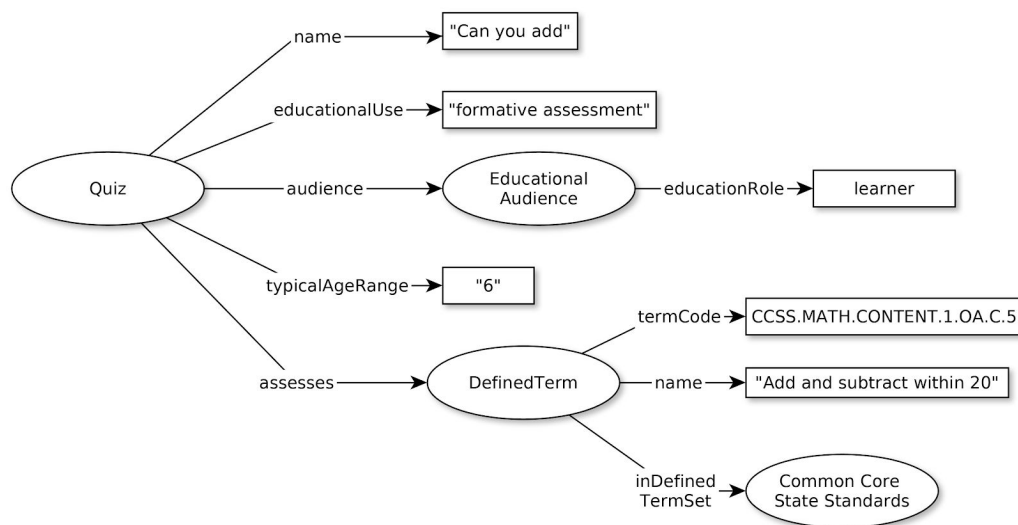 name
"Can you add"
educationalUse
"formative assessment"
Quiz
audience
Educational
Audience
educationRole
learner
typicalAgeRange
"6"
termCode
CCSS.MATH.CONTENT.1.OA.C.5
assesses
DefinedTerm
name
"Add and subtract within 20"
inDefined
TermSet
Common Core
State Standards